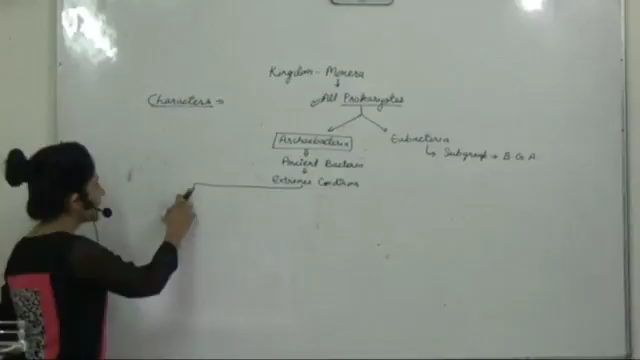 Kingdom - Monera
Characters →
All Prokaryotes
Archaebacteria
Eubacteria
Ancient Bacteria
↳ Subgroup → B G A
Extreme Conditions